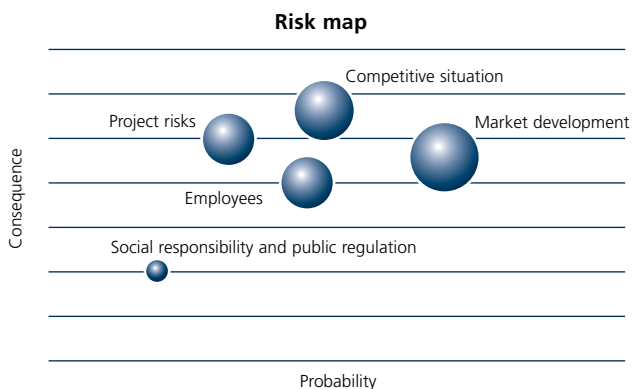 Risk map
Competitive situation
Project risks
Market development
Employees
Social responsibility and public regulation
Consequence
Probability